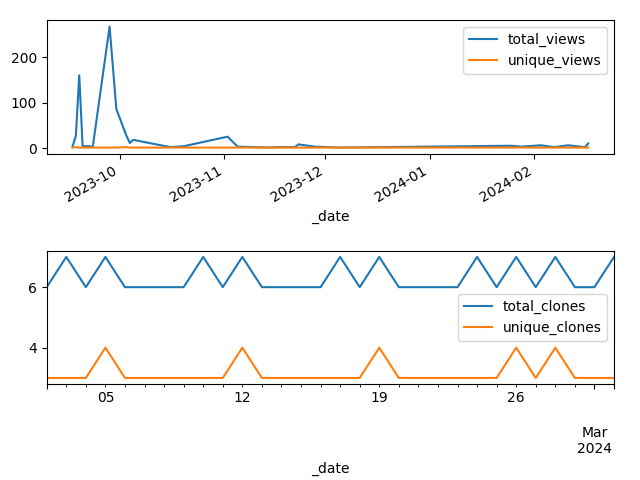 200
100
0
total_views
unique_views
2023-10
2023-11
2023-12
2024-01
2024-02
_date
6
4
total_clones
unique_clones
05
12
19
26
Mar
2024
_date